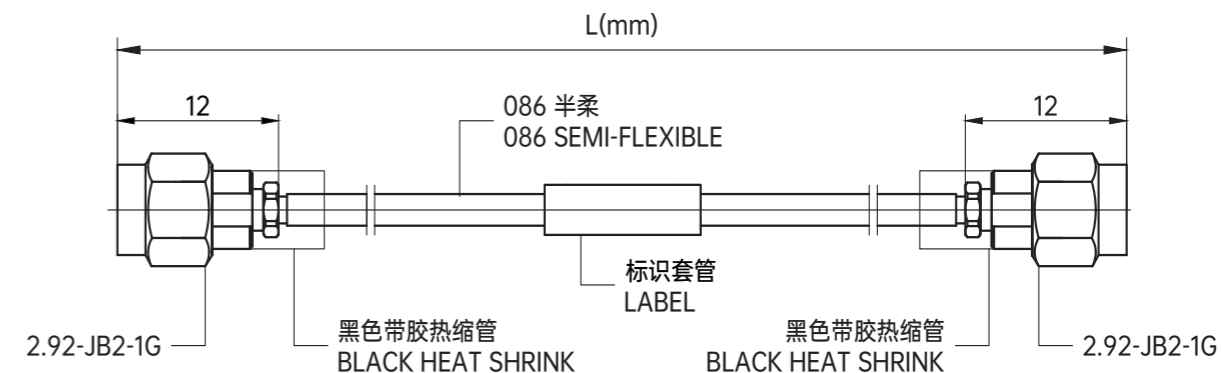 L(mm)
12
12
086 半柔
086 SEMI-FLEXIBLE
标识套管
LABEL
2.92-JB2-1G
黑色带胶热缩管
BLACK HEAT SHRINK
黑色带胶热缩管
BLACK HEAT SHRINK
2.92-JB2-1G